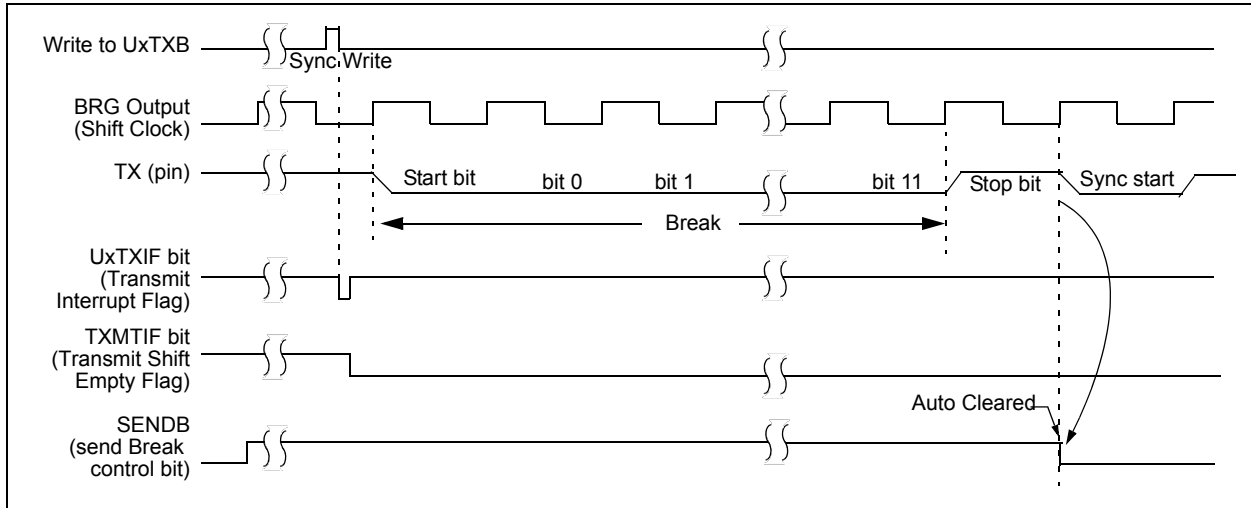 Write to UxTXB
Sync Write
BRG Output
(Shift Clock)
TX (pin)
Start bit
bit 0
bit 1
bit 11
Stop bit
Sync start
Break
UxTXIF bit
(Transmit
Interrupt Flag)
TXMTIF bit
(Transmit Shift
Empty Flag)
Auto Cleared
SENDB
(send Break
control bit)